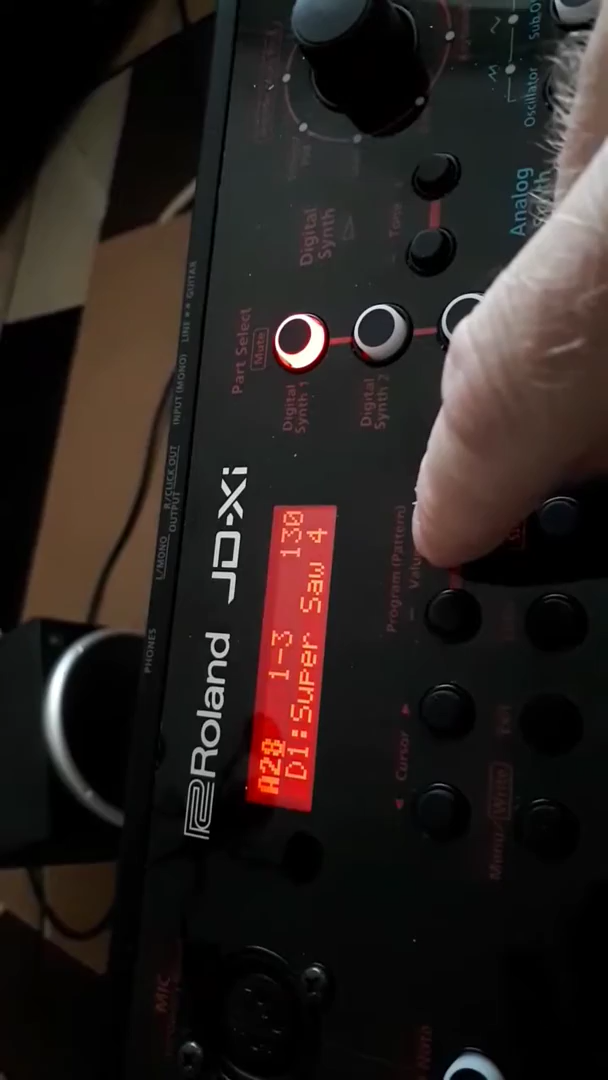 Roland JD-Xi
A28 1-3 130
D1:Super Saw 4
PHONES
L/MONO
R/CLICK OUT
OUTPUT
INPUT (MONO) LINE GUITAR
Part Select
Mute
Digital
Synth 1
Digital
Synth 2
Digital
Synth
Tone
Analog
Oscillator
Program (Pattern)
Cursor
Menu/Write
Exit
MIC